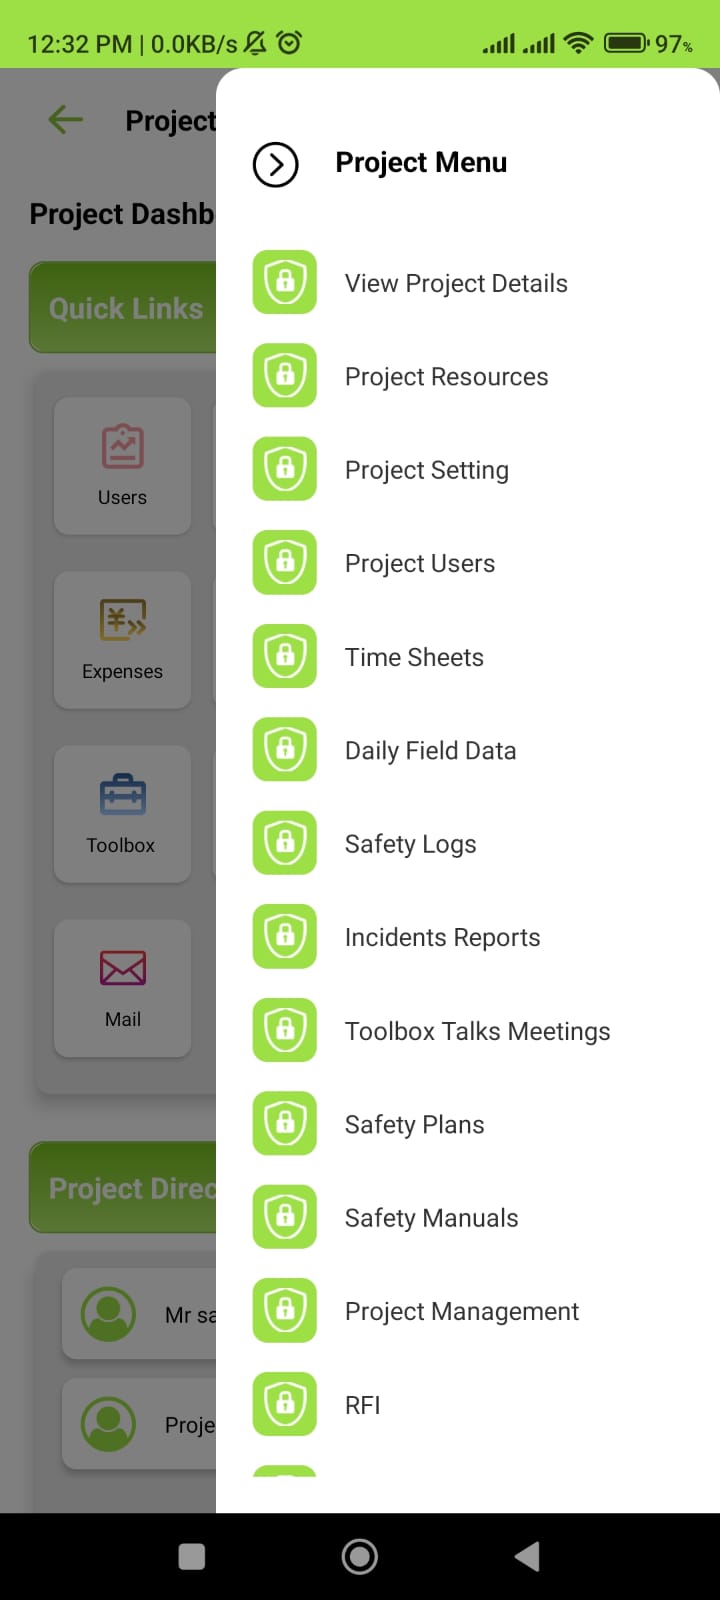 12:32 PM | 0.0KB/s 97%
Project
Project Menu
Project Dashb
Quick Links
View Project Details
Project Resources
Project Setting
Users
Project Users
Expenses
Time Sheets
Daily Field Data
Toolbox
Safety Logs
Incidents Reports
Mail
Toolbox Talks Meetings
Safety Plans
Project Direc
Safety Manuals
Mr sa
Project Management
Proje
RFI